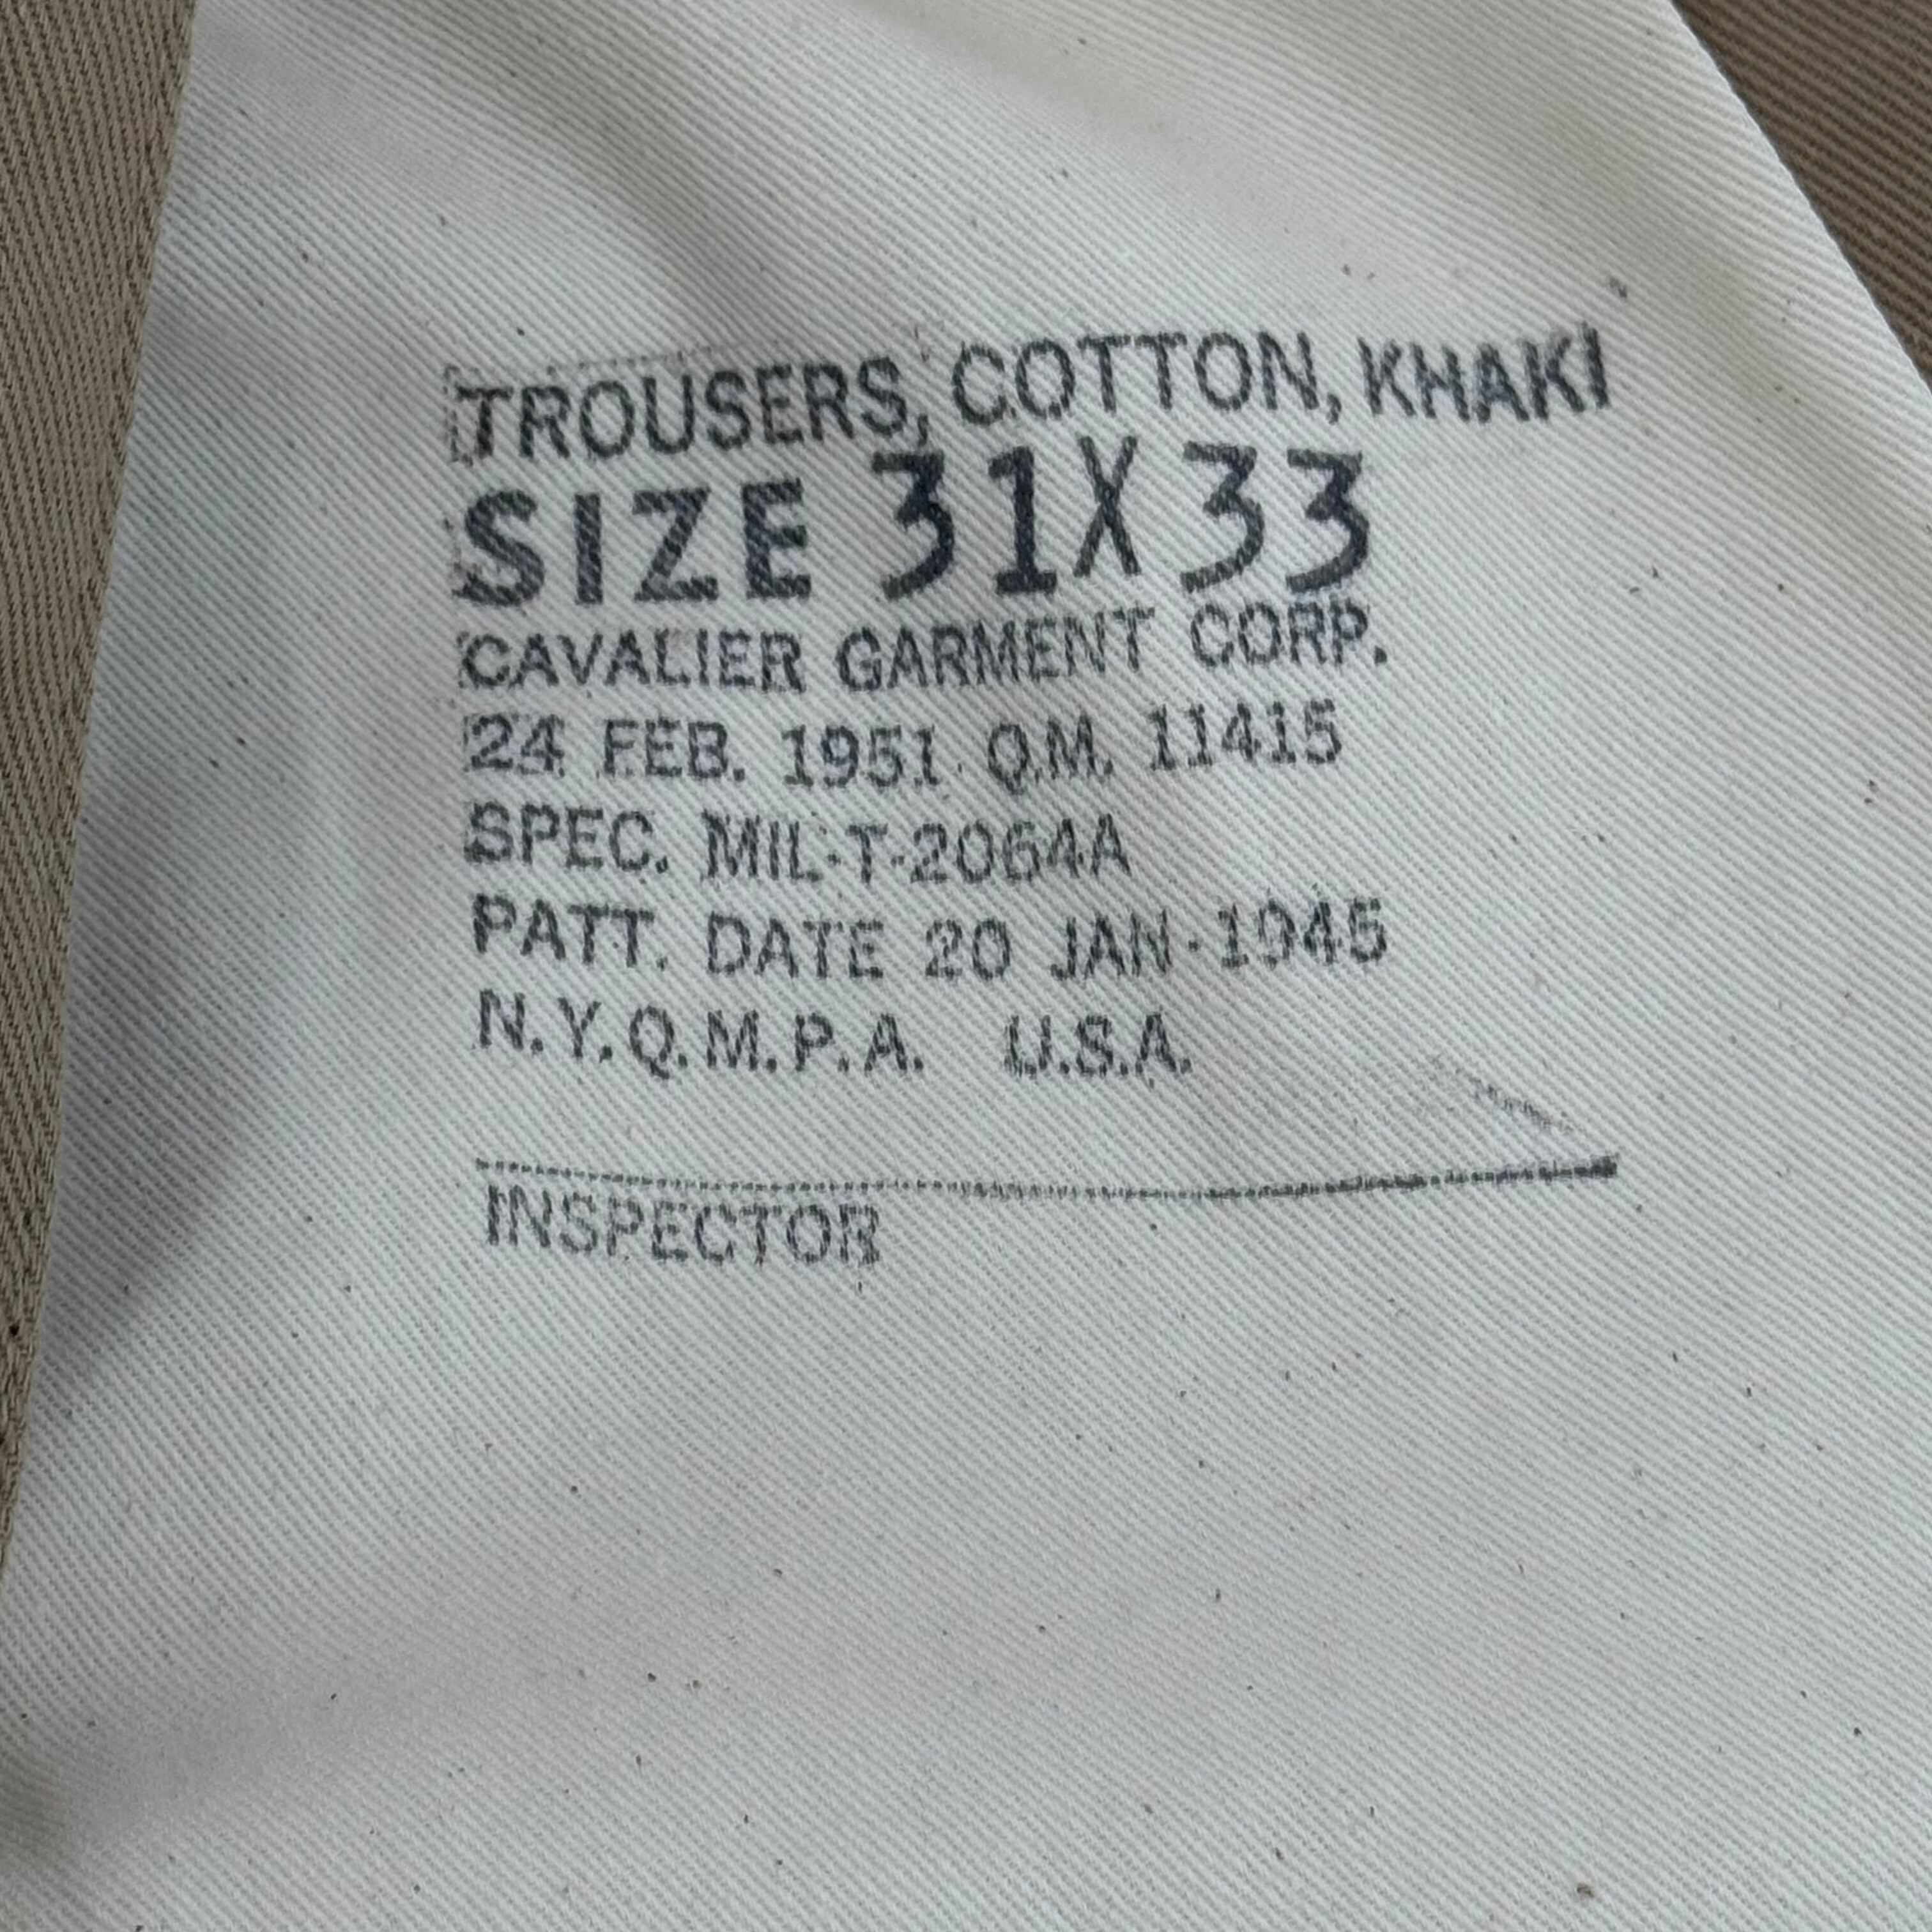 TROUSERS, COTTON, KHAKI
SIZE 31X33
CAVALIER GARMENT CORP.
24 FEB. 1951 Q.M. 11415
SPEC. MIL-T-2064A
PATT. DATE 20 JAN-1945
N.Y.Q.M.P.A. U.S.A.
INSPECTOR